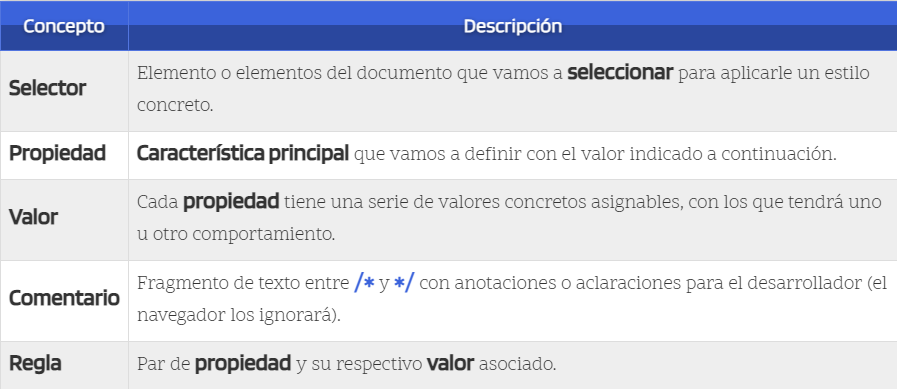 Concepto Descripción
Selector
Elemento o elementos del documento que vamos a seleccionar para aplicarle un estilo
concreto.
Propiedad Característica principal que vamos a definir con el valor indicado a continuación.
Valor
Cada propiedad tiene una serie de valores concretos asignables, con los que tendrá uno
u otro comportamiento.
Comentario
Fragmento de texto entre /* y */ con anotaciones o aclaraciones para el desarrollador (el
navegador los ignorará).
Regla Par de propiedad y su respectivo valor asociado.